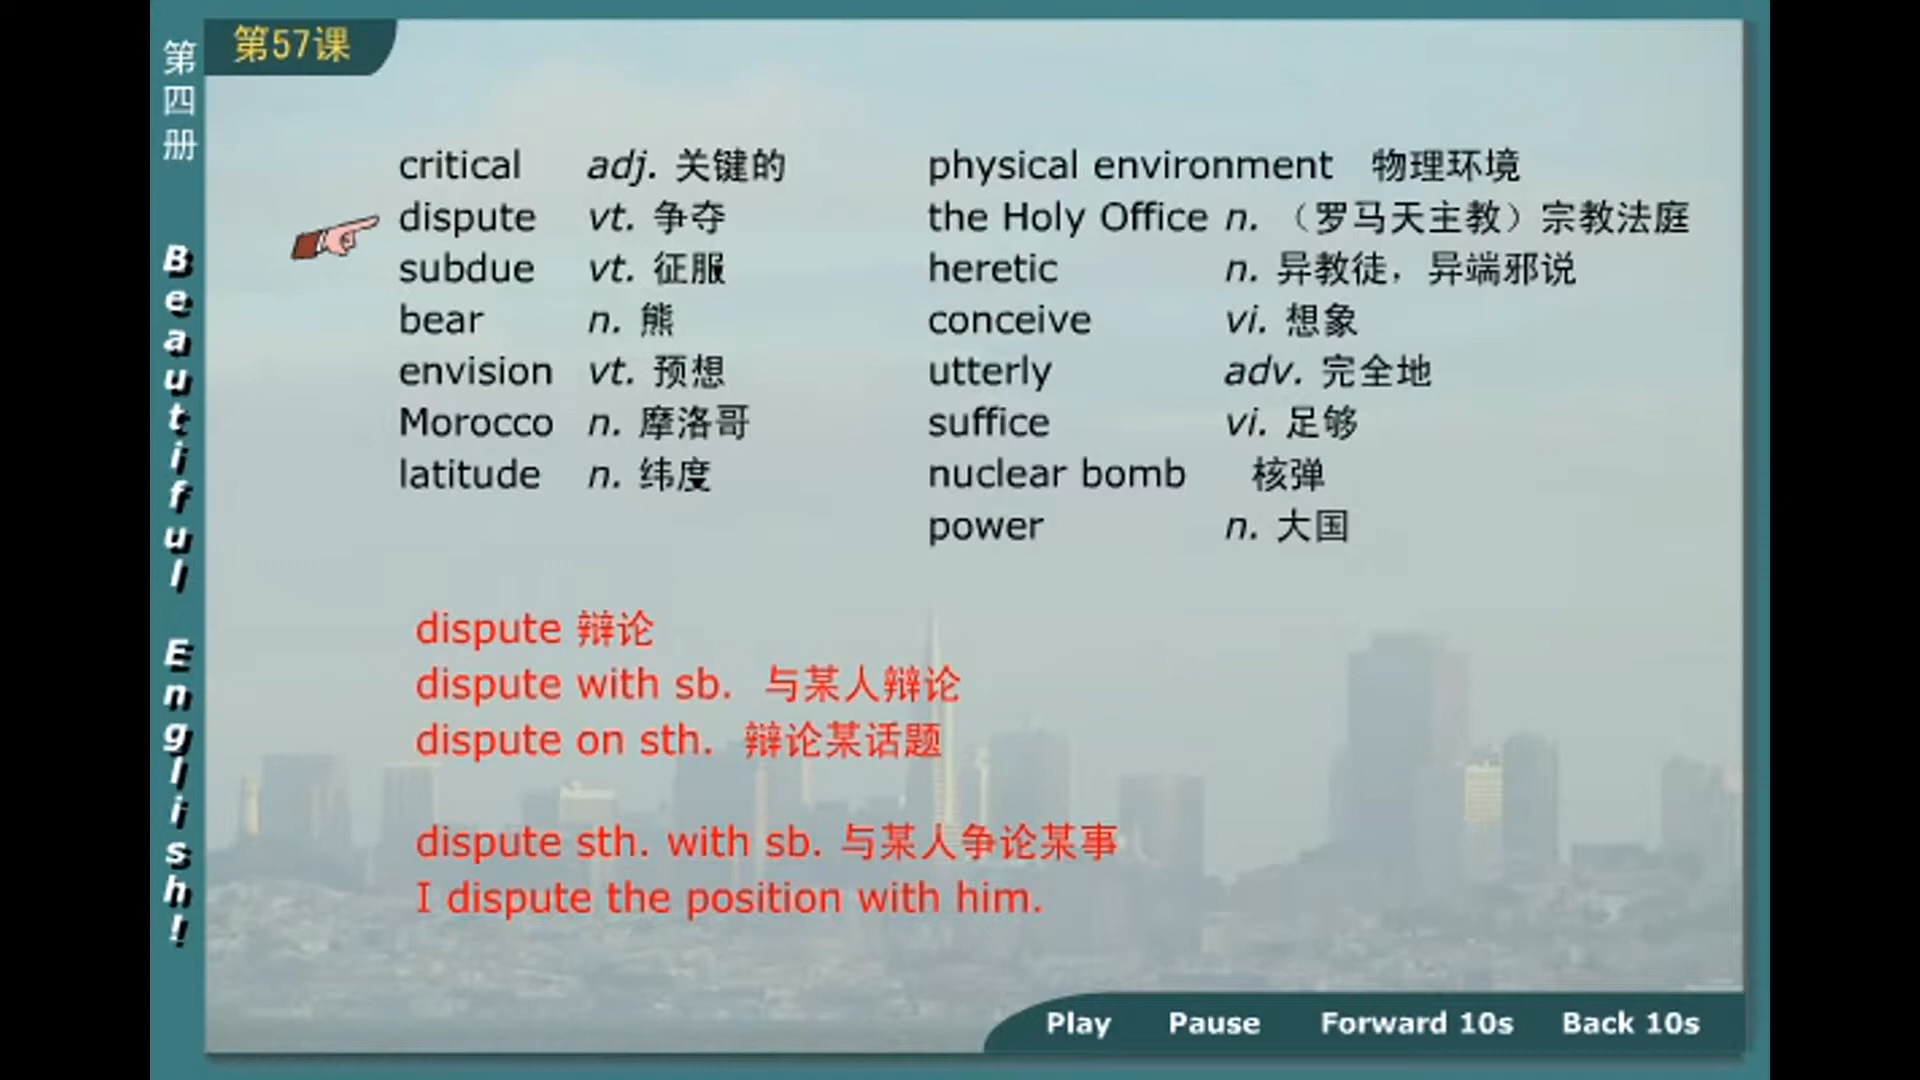 第四册
Beautiful English!
第57课
critical adj. 关键的
dispute vt. 争夺
subdue vt. 征服
bear n. 熊
envision vt. 预想
Morocco n. 摩洛哥
latitude n. 纬度
physical environment 物理环境
the Holy Office n. （罗马天主教）宗教法庭
heretic n. 异教徒，异端邪说
conceive vi. 想象
utterly adv. 完全地
suffice vi. 足够
nuclear bomb 核弹
power n. 大国
dispute 辩论
dispute with sb. 与某人辩论
dispute on sth. 辩论某话题
dispute sth. with sb. 与某人争论某事
I dispute the position with him.
Play Pause Forward 10s Back 10s